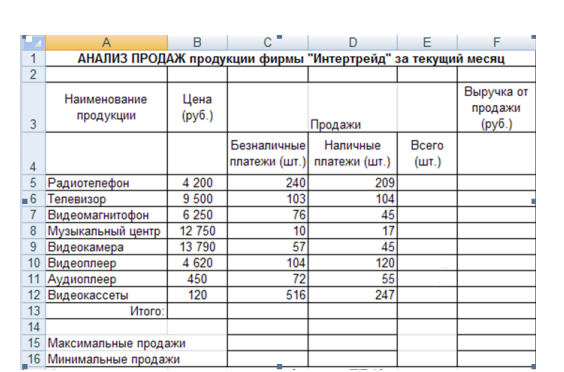 A B C D E F
1 АНАЛИЗ ПРОДАЖ продукции фирмы "Интертрейд" за текущий месяц
2
Наименование Цена Выручка от
продукции (руб.) продажи
3 Продажи (руб.)
Безналичные Наличные Всего
4 платежи (шт.) платежи (шт.) (шт.)
5 Радиотелефон 4 200 240 209
6 Телевизор 9 500 103 104
7 Видеомагнитофон 6 250 76 45
8 Музыкальный центр 12 750 10 17
9 Видеокамера 13 790 57 45
10 Видеоплеер 4 620 104 120
11 Аудиоплеер 450 72 55
12 Видеокассеты 120 516 247
13 Итого:
14
15 Максимальные продажи
16 Минимальные продажи